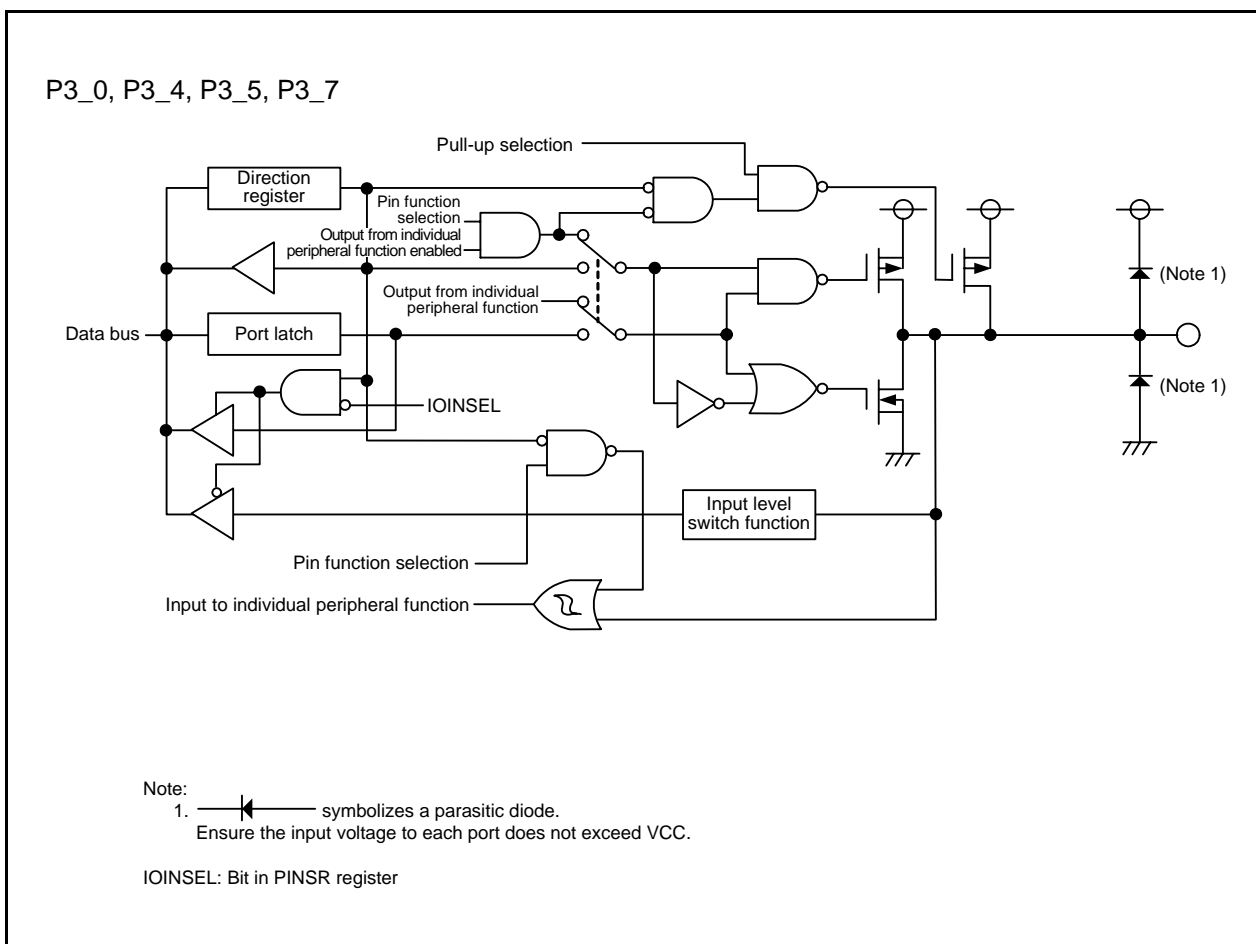 P3_0, P3_4, P3_5, P3_7
Pull-up selection
Direction
register
Pin function
selection
Output from individual
peripheral function enabled
(Note 1)
Output from individual
peripheral function
Data bus
Port latch
(Note 1)
IOINSEL
Input level
switch function
Pin function selection
Input to individual peripheral function
Note:
1. symbolizes a parasitic diode.
Ensure the input voltage to each port does not exceed VCC.
IOINSEL: Bit in PINSR register